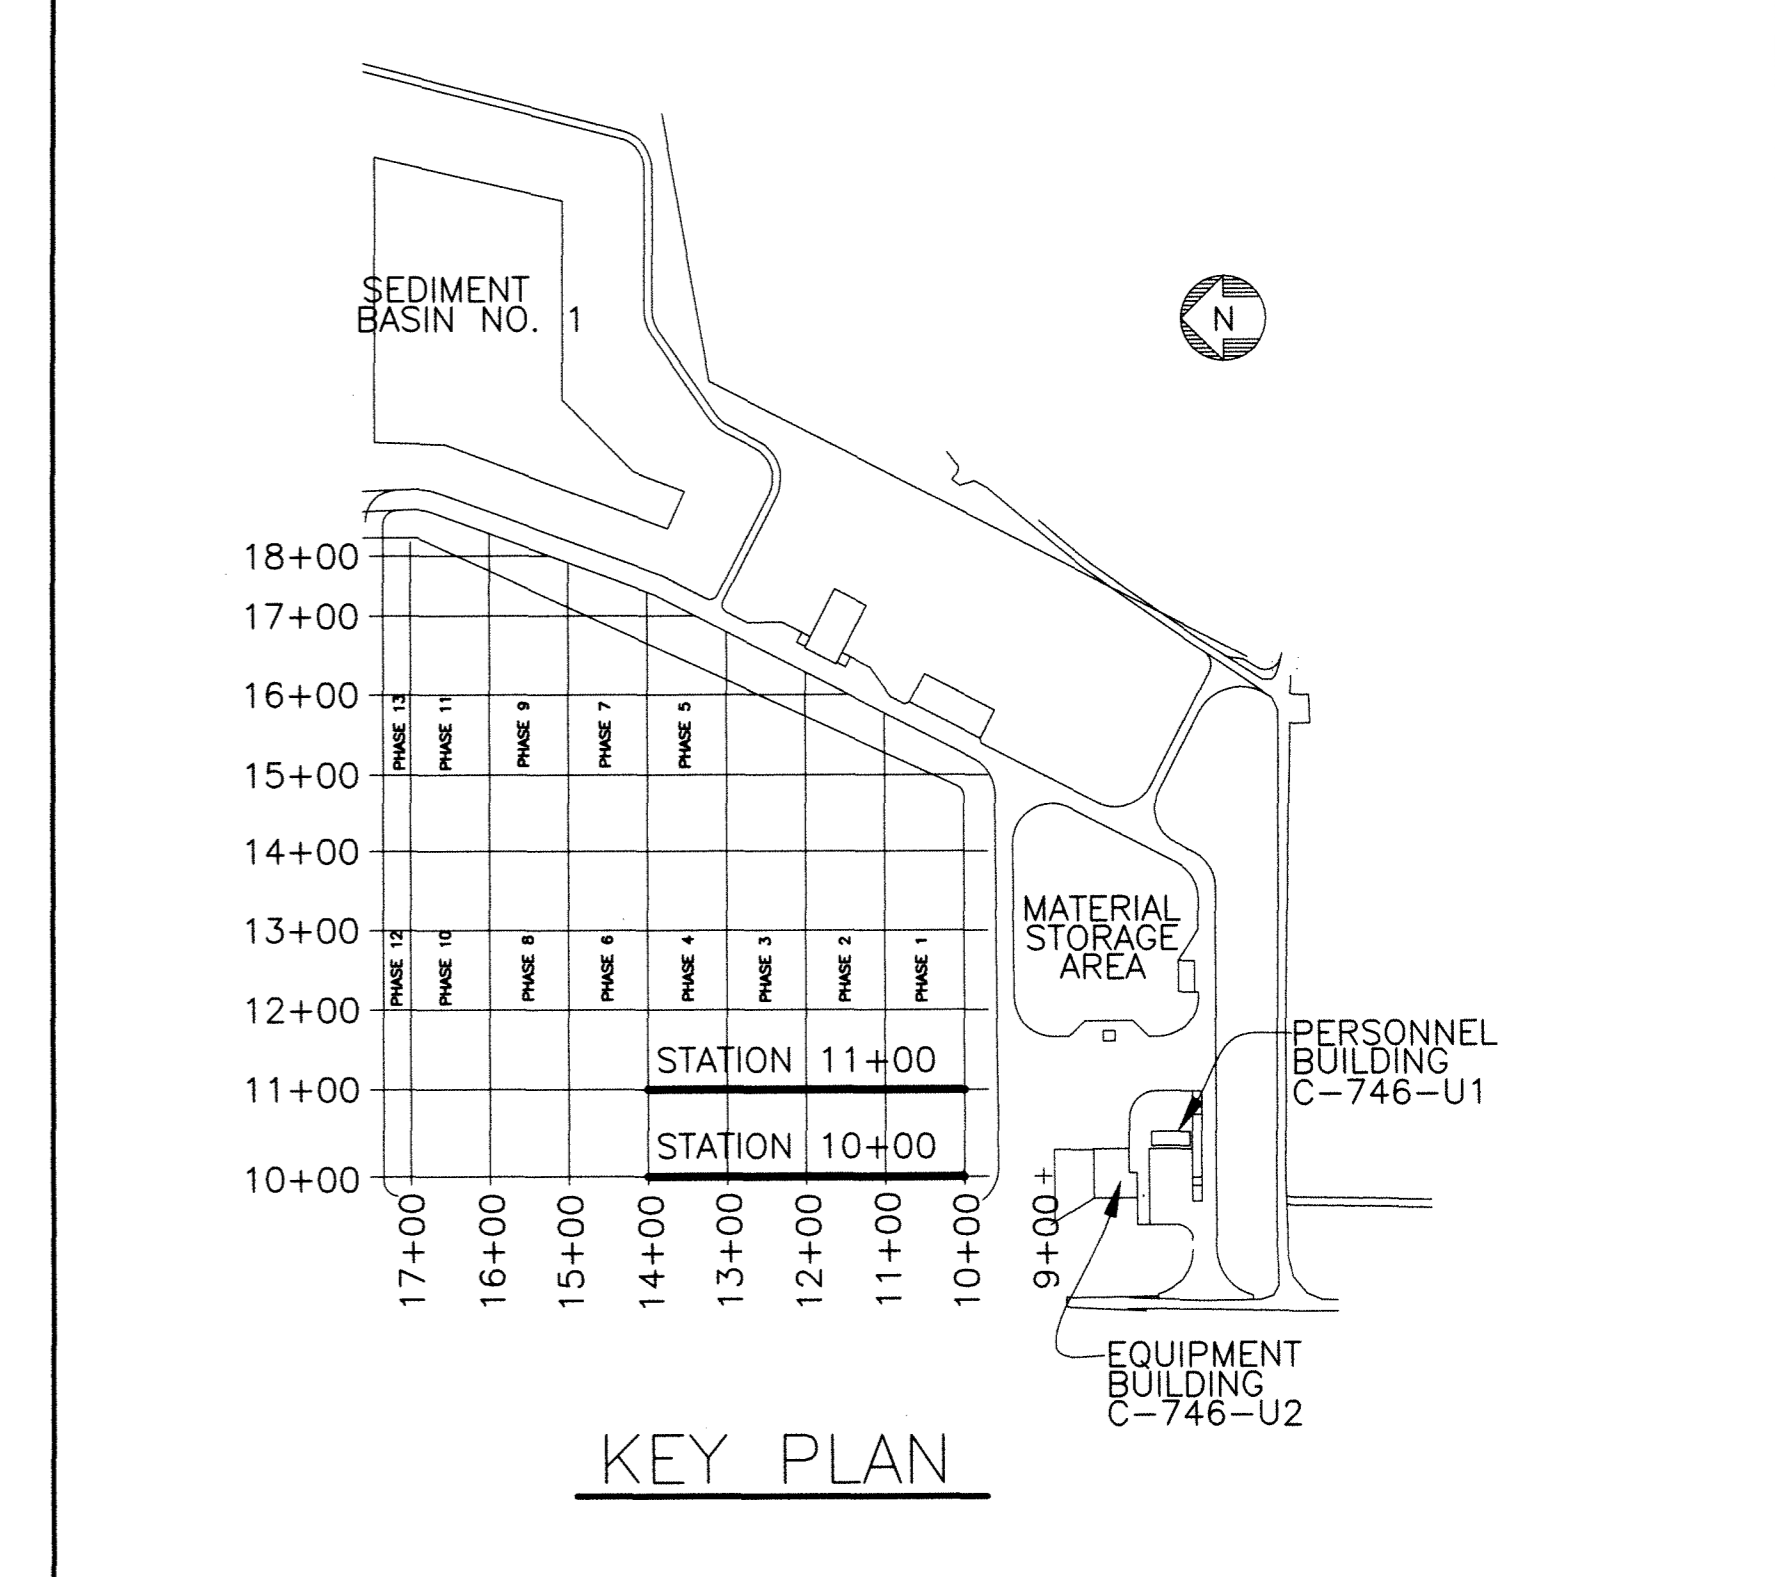 SEDIMENT
BASIN NO. 1
N
18+00
17+00
16+00
15+00
14+00
13+00
12+00
11+00
10+00
PHASE 13
PHASE 11
PHASE 9
PHASE 7
PHASE 5
PHASE 12
PHASE 10
PHASE 8
PHASE 6
PHASE 4
PHASE 3
PHASE 2
PHASE 1
MATERIAL
STORAGE
AREA
STATION 11+00
STATION 10+00
PERSONNEL
BUILDING
C-746-U1
17+00
16+00
15+00
14+00
13+00
12+00
11+00
10+00
9+00+
EQUIPMENT
BUILDING
C-746-U2
KEY PLAN